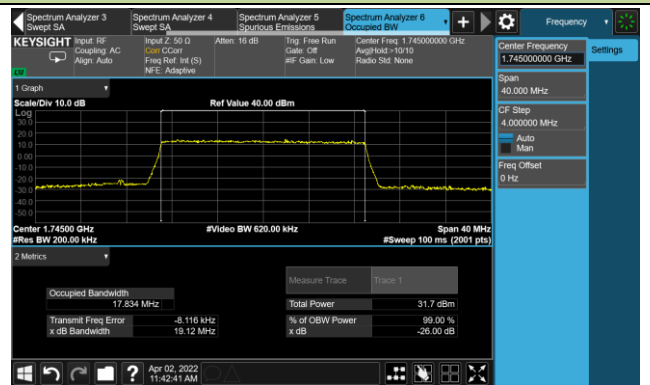 Spectrum Analyzer 3
Swept SA
Spectrum Analyzer 4
Swept SA
Spectrum Analyzer 5
Spurious Emissions
Spectrum Analyzer 6
Occupied BW
Frequency
KEYSIGHT
Input: RF
Coupling: AC
Align: Auto
Input Z: 50 Ω
Corr CCorr
Freq Ref: Int (S)
NFE: Adaptive
Atten: 16 dB
Trig: Free Run
Gate: Off
#IF Gain: Low
Center Freq: 1.745000000 GHz
Avg|Hold:>10/10
Radio Std: None
Center Frequency
1.745000000 GHz
Settings
Span
40.000 MHz
CF Step
4.000000 MHz
Auto
Man
Freq Offset
0 Hz
1 Graph
Scale/Div 10.0 dB
Ref Value 40.00 dBm
Log
30.0
20.0
10.0
0.00
-10.0
-20.0
-30.0
-40.0
-50.0
Center 1.74500 GHz
#Video BW 620.00 kHz
Span 40 MHz
#Res BW 200.00 kHz
#Sweep 100 ms (2001 pts)
2 Metrics
Measure Trace
Trace 1
Occupied Bandwidth
17.834 MHz
Total Power
31.7 dBm
Transmit Freq Error
-8.116 kHz
% of OBW Power
99.00 %
x dB Bandwidth
19.12 MHz
x dB
-26.00 dB
Apr 02, 2022
11:42:41 AM